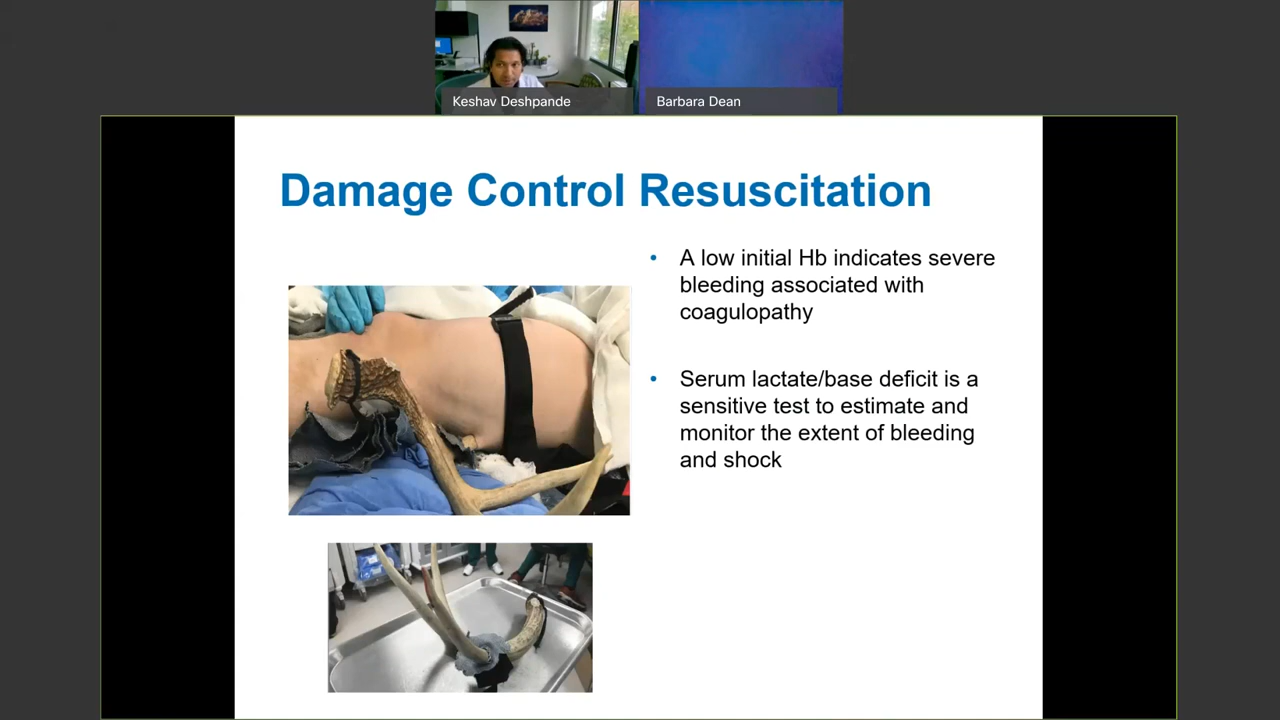 Keshav Deshpande
Barbara Dean
Damage Control Resuscitation
• A low initial Hb indicates severe
bleeding associated with
coagulopathy
• Serum lactate/base deficit is a
sensitive test to estimate and
monitor the extent of bleeding
and shock